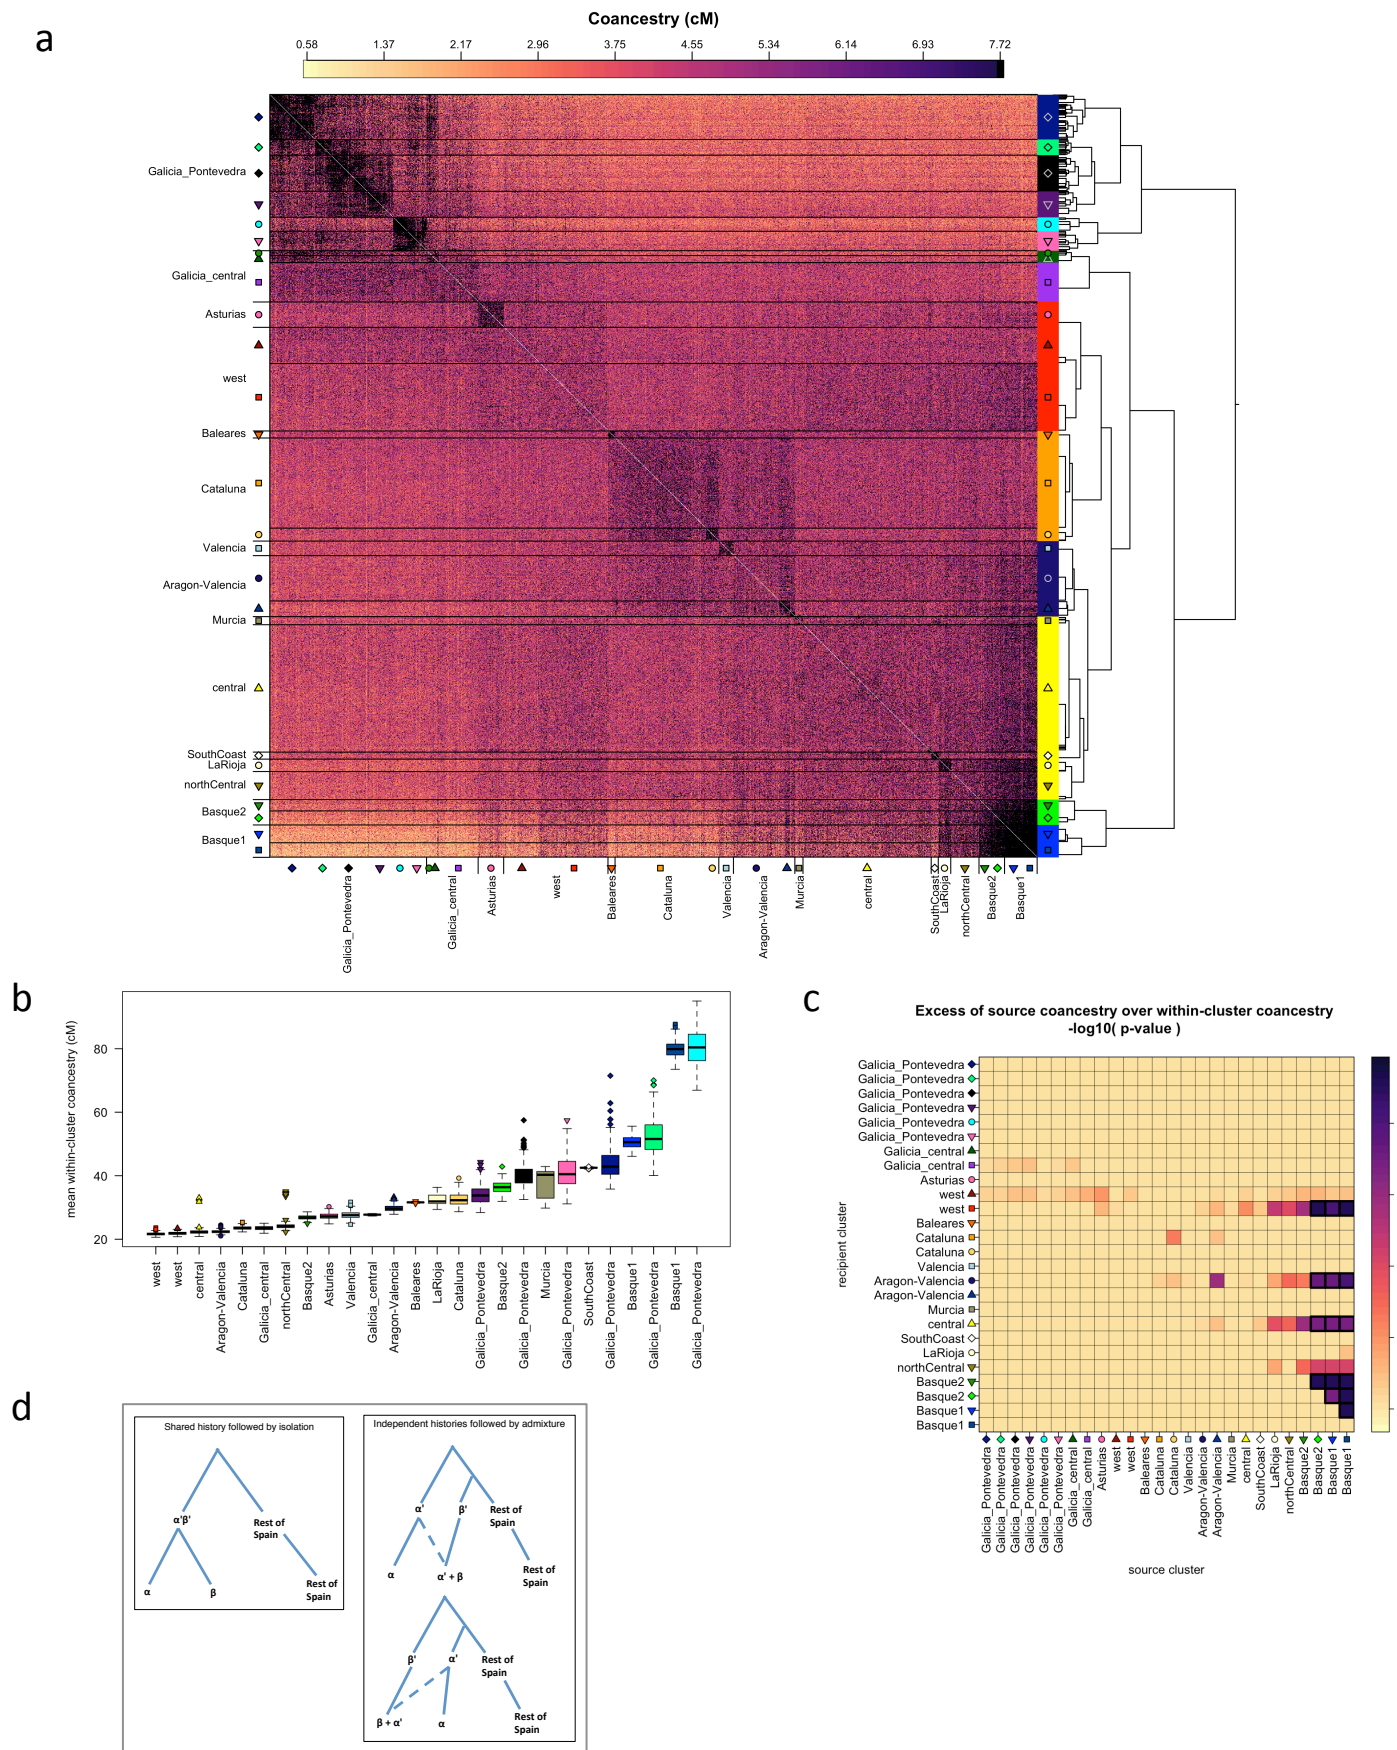 a
Coancestry (cM)
0.58 1.37 2.17 2.96 3.75 4.55 5.34 6.14 6.93 7.72
Galicia_Pontevedra
Galicia_central
Asturias
west
Baleares
Cataluna
Valencia
Aragon-Valencia
Murcia
central
SouthCoast
LaRioja
northCentral
Basque2
Basque1
Galicia_Pontevedra
Galicia_central
Asturias
west
Baleares
Cataluna
Valencia
Aragon-Valencia
Murcia
central
SouthCoast
LaRioja
northCentral
Basque2
Basque1
b
mean within-cluster coancestry (cM)
80
60
40
20
west
west
central
Aragon-Valencia
Cataluna
Galicia_central
northCentral
Basque2
Asturias
Valencia
Galicia_central
Aragon-Valencia
Baleares
LaRioja
Cataluna
Galicia_Pontevedra
Basque2
Galicia_Pontevedra
Murcia
Galicia_Pontevedra
SouthCoast
Galicia_Pontevedra
Basque1
Galicia_Pontevedra
Basque1
Galicia_Pontevedra
c
Excess of source coancestry over within-cluster coancestry
-log10( p-value )
recipient cluster
Galicia_Pontevedra
Galicia_Pontevedra
Galicia_Pontevedra
Galicia_Pontevedra
Galicia_Pontevedra
Galicia_Pontevedra
Galicia_central
Galicia_central
Asturias
west
west
Baleares
Cataluna
Cataluna
Valencia
Aragon-Valencia
Aragon-Valencia
Murcia
central
SouthCoast
LaRioja
northCentral
Basque2
Basque2
Basque1
Basque1
Galicia_Pontevedra
Galicia_Pontevedra
Galicia_Pontevedra
Galicia_Pontevedra
Galicia_Pontevedra
Galicia_Pontevedra
Galicia_central
Galicia_central
Asturias
west
west
Baleares
Cataluna
Cataluna
Valencia
Aragon-Valencia
Aragon-Valencia
Murcia
central
SouthCoast
LaRioja
northCentral
Basque2
Basque2
Basque1
Basque1
source cluster
d
Shared history followed by isolation
α'β'
Rest of
Spain
α
β
Rest of
Spain
Independent histories followed by admixture
α'
β'
Rest of
Spain
α
α' + β
Rest of
Spain
β'
α'
Rest of
Spain
β + α'
α
Rest of
Spain